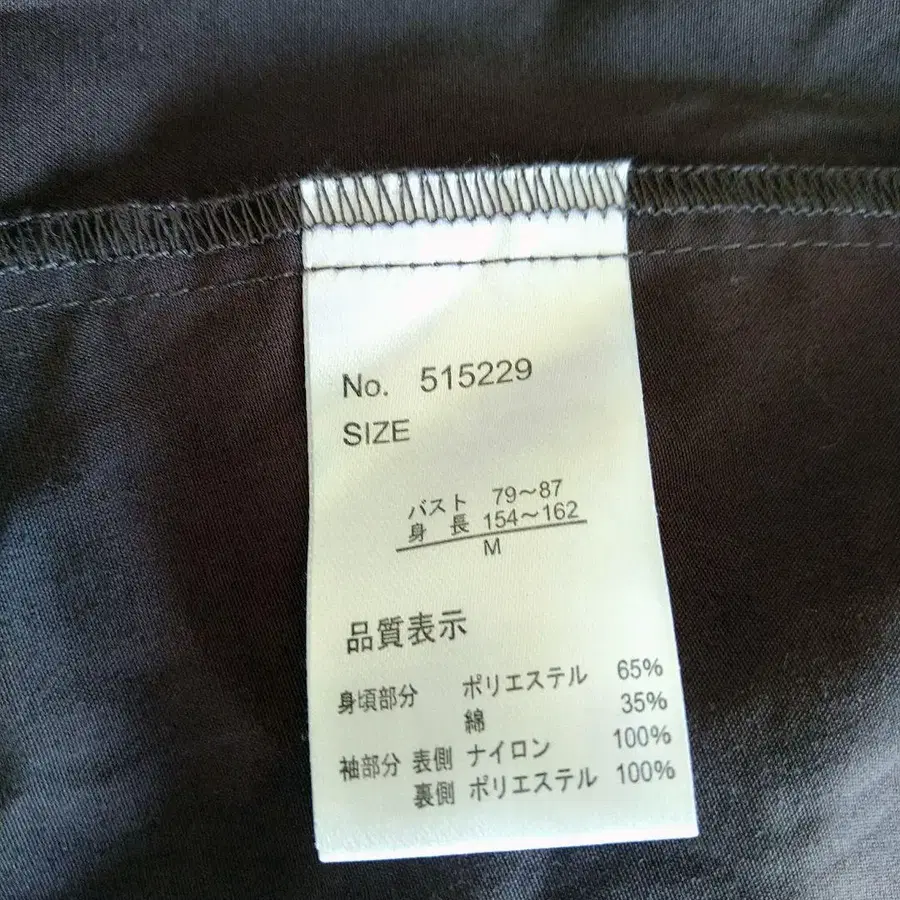 No. 515229
SIZE
バスト 79～87
身 長 154～162
M
品質表示
身頃部分 ポリエステル 65%
綿 35%
袖部分 表側 ナイロン 100%
裏側 ポリエステル 100%